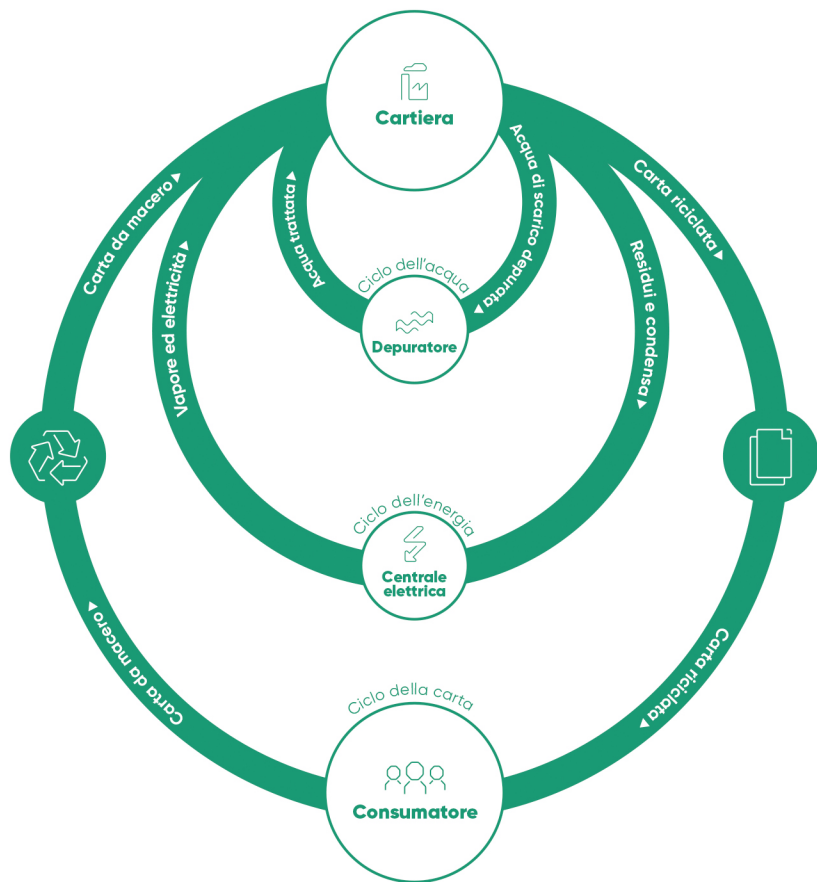 Cartiera
Carta da macero
Vapore ed elettricità
Acqua trattata
Acqua di scarico depurata
Residui e condensa
Carta riciclata
Ciclo dell'acqua
Depuratore
Ciclo dell'energia
Centrale
elettrica
Carta da macero
Carta riciclata
Ciclo della carta
Consumatore